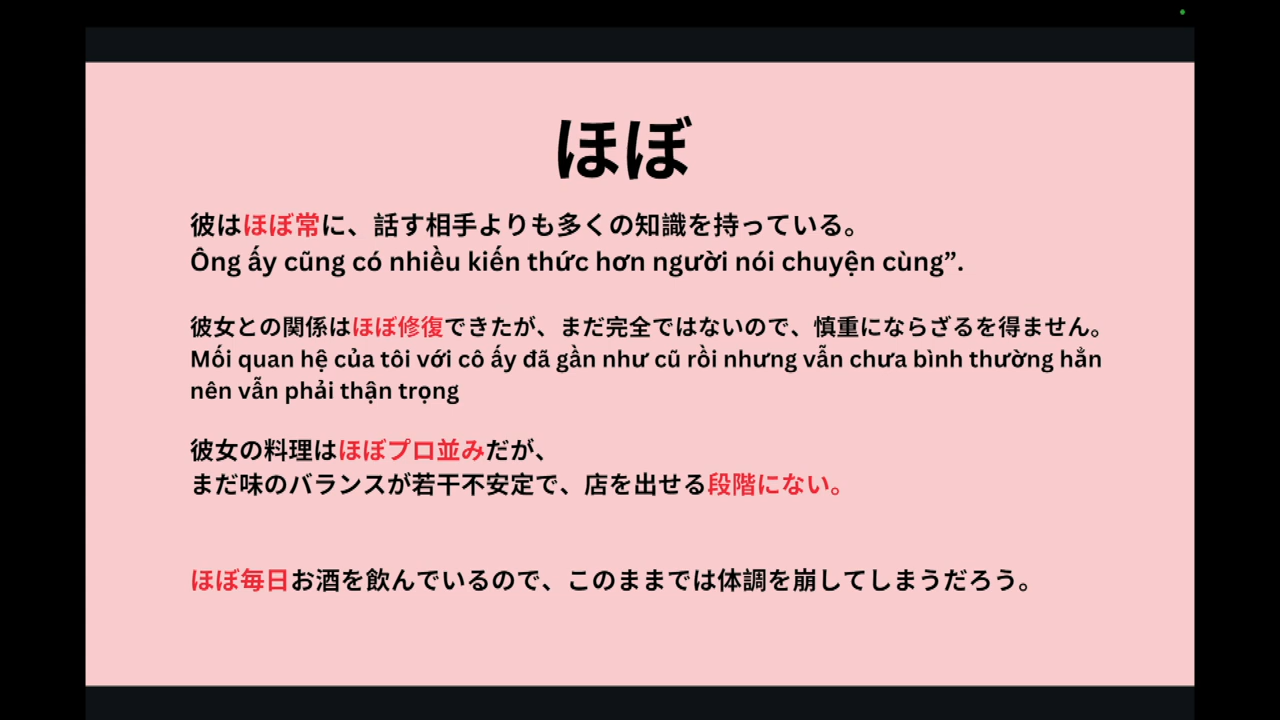 ほぼ
彼はほぼ常に、話す相手よりも多くの知識を持っている。
Ông ấy cũng có nhiều kiến thức hơn người nói chuyện cùng”.
彼女との関係はほぼ修復できたが、まだ完全ではないので、慎重にならざるを得ません。
Mối quan hệ của tôi với cô ấy đã gần như cũ rồi nhưng vẫn chưa bình thường hẳn
nên vẫn phải thận trọng
彼女の料理はほぼプロ並みだが、
まだ味のバランスが若干不安定で、店を出せる段階にない。
ほぼ毎日お酒を飲んでいるので、このままでは体調を崩してしまうだろう。